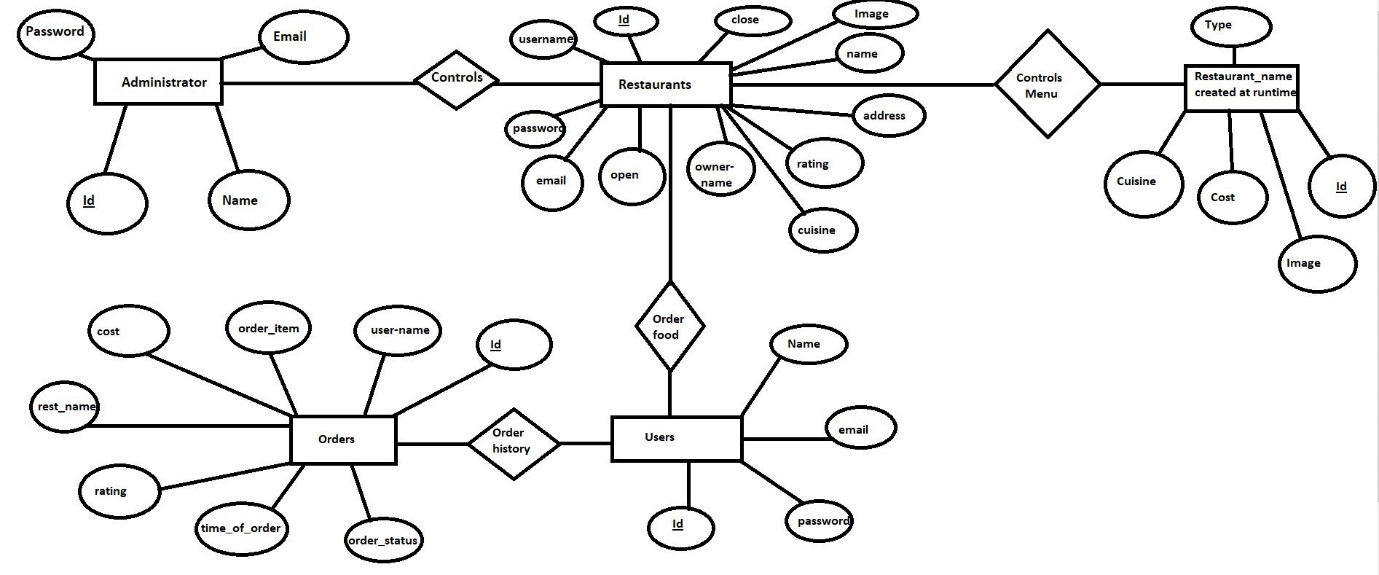 Password
Email
Administrator
Id
Name
Controls
username
Id
close
Image
name
Restaurants
password
email
open
owner-
name
rating
address
cuisine
Controls
Menu
Type
Restaurant_name
created at runtime
Cuisine
Cost
Image
Id
Order
food
cost
order_item
user-name
Id
rest_name
Orders
rating
time_of_order
order_status
Order
history
Users
Name
email
password
Id